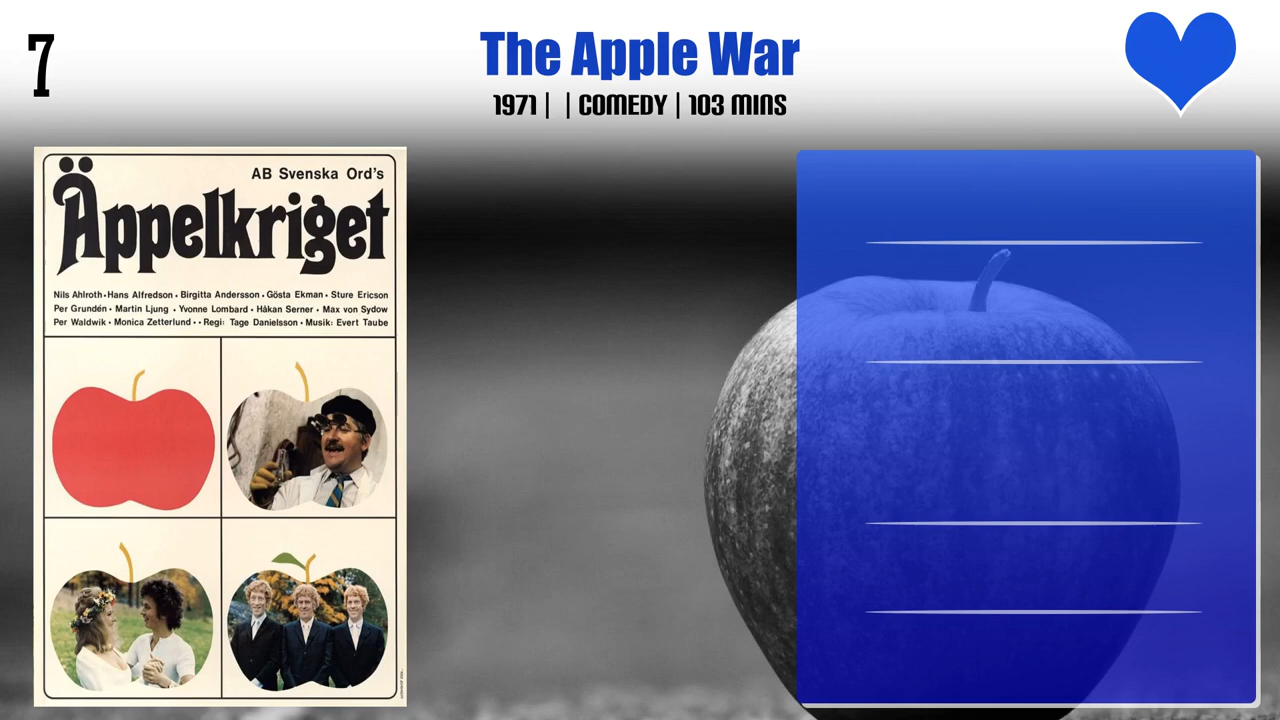 7
The Apple War
1971 | | COMEDY | 103 MINS
AB Svenska Ord's
Äppelkriget
Nils Ahlroth • Hans Alfredson • Birgitta Andersson • Gösta Ekman • Sture Ericson
Per Grundén • Martin Ljung • Yvonne Lombard • Håkan Serner • Max von Sydow
Per Waldwik • Monica Zetterlund • • Regi: Tage Danielsson • Musik: Evert Taube